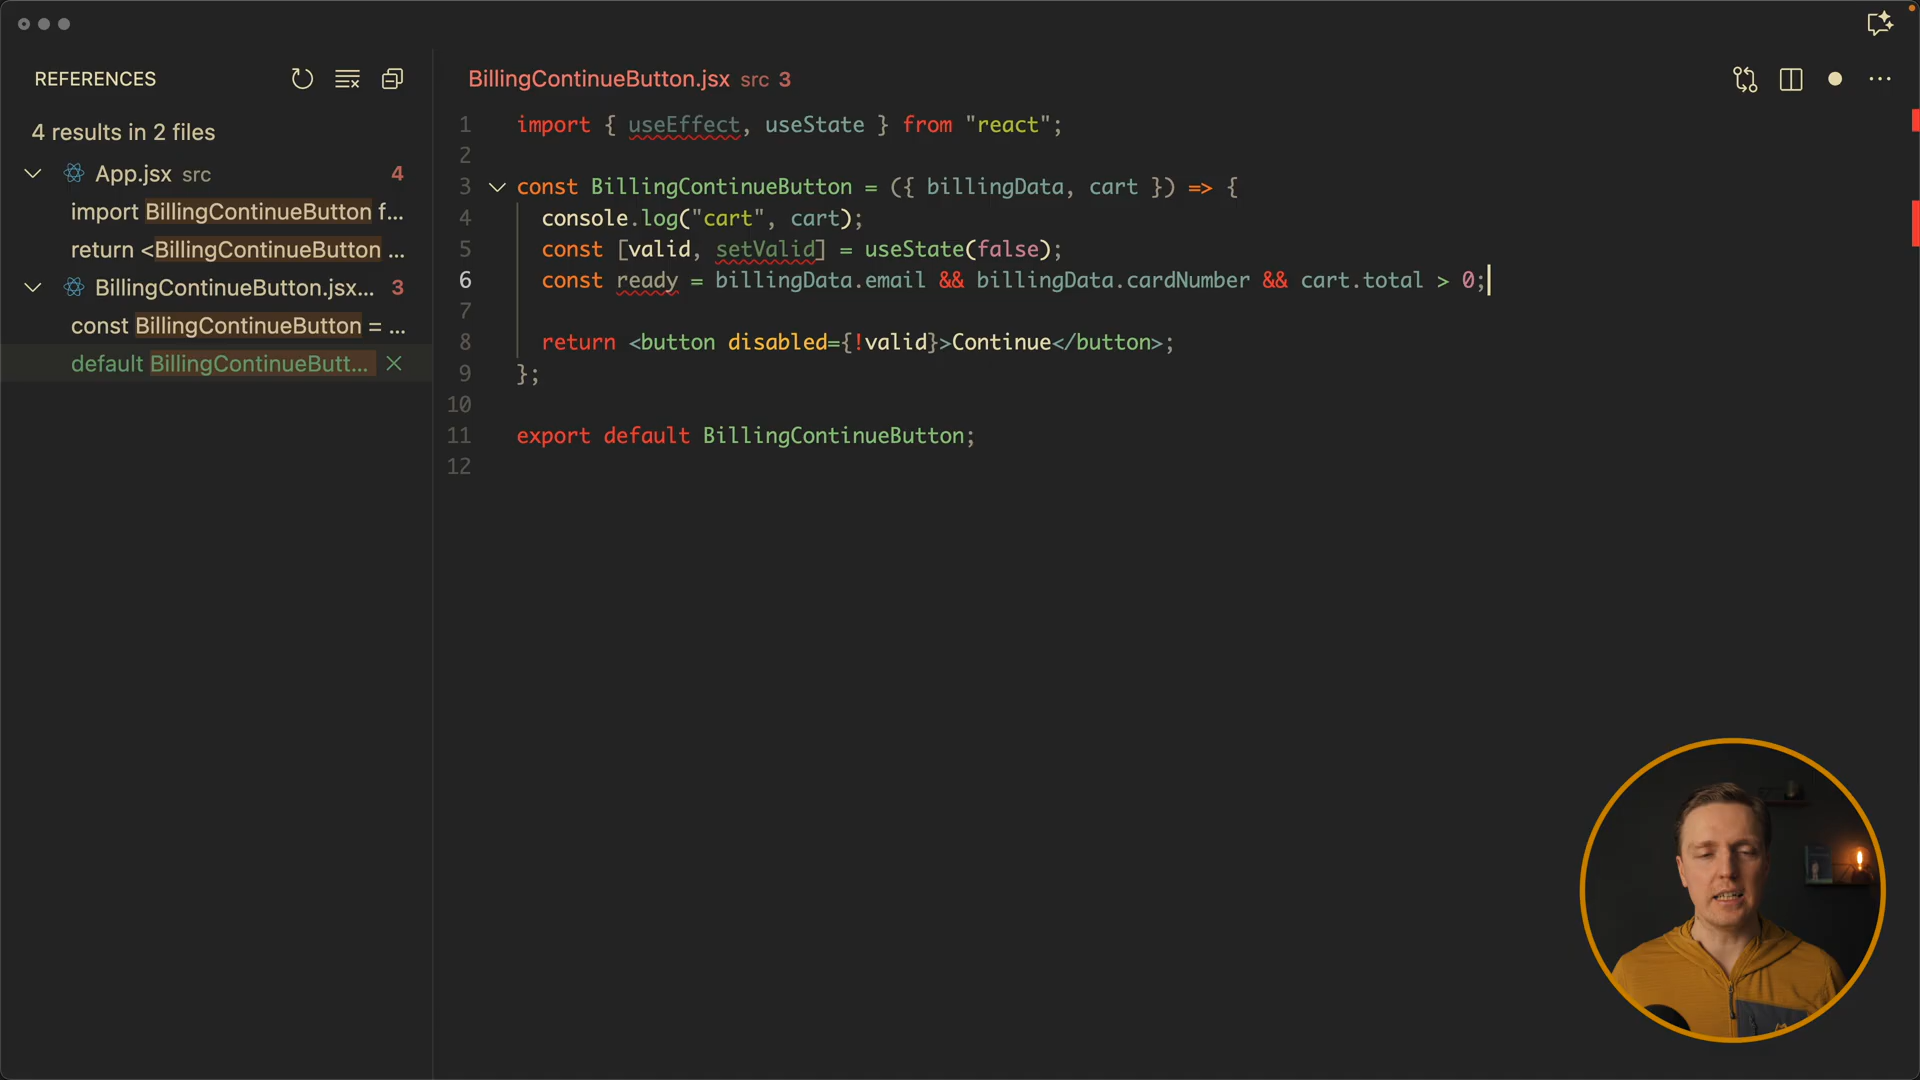 REFERENCES
4 results in 2 files
App.jsx src 4
import BillingContinueButton f...
return <BillingContinueButton ...
BillingContinueButton.jsx... 3
const BillingContinueButton = ...
default BillingContinueButt...
BillingContinueButton.jsx src 3
1 import { useEffect, useState } from "react";
2
3 const BillingContinueButton = ({ billingData, cart }) => {
4 console.log("cart", cart);
5 const [valid, setValid] = useState(false);
6 const ready = billingData.email && billingData.cardNumber && cart.total > 0;
7
8 return <button disabled={!valid}>Continue</button>;
9 };
10
11 export default BillingContinueButton;
12